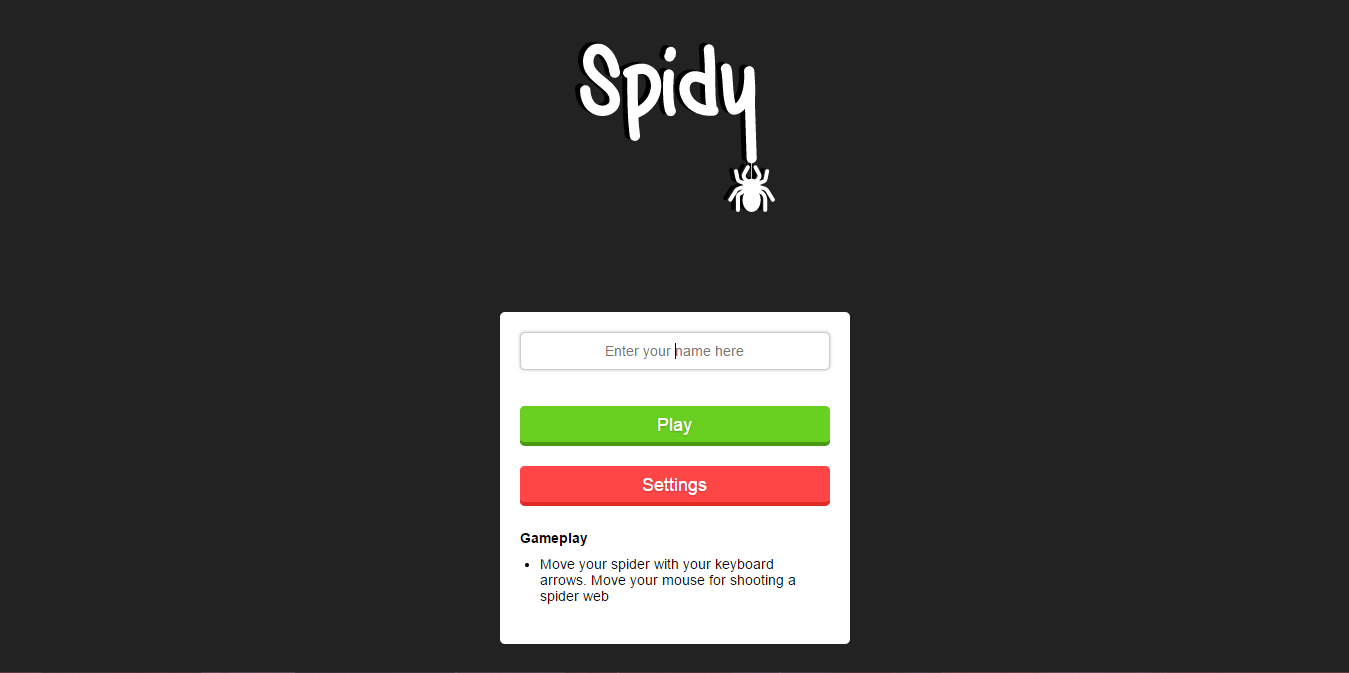 Spidy
Enter your name here
Play
Settings
Gameplay
Move your spider with your keyboard
arrows. Move your mouse for shooting a
spider web